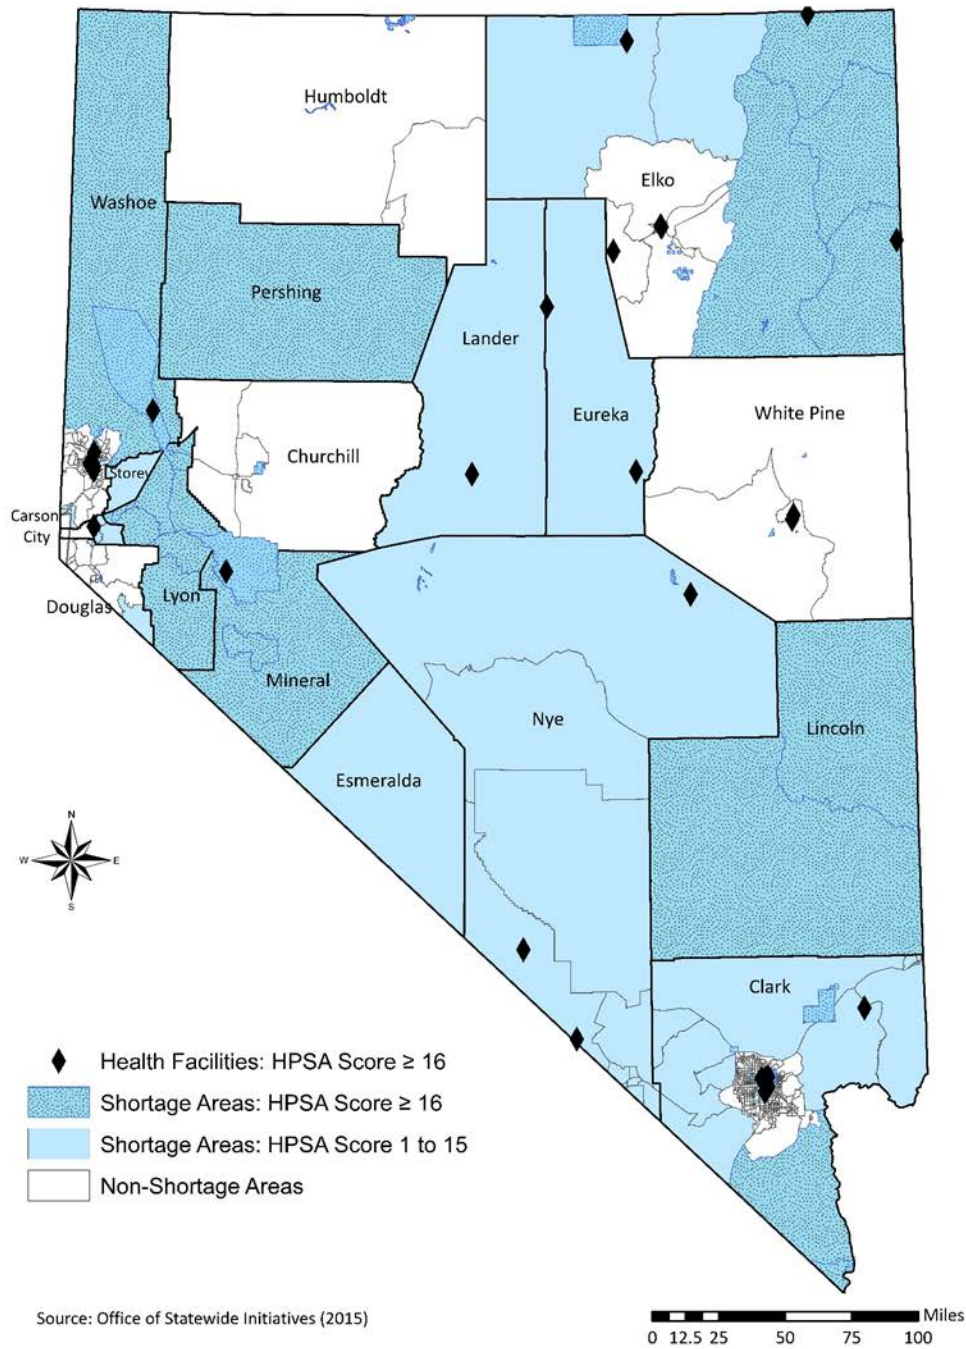 Humboldt
Elko
Washoe
Pershing
Lander
Eureka
White Pine
Churchill
Storey
Carson
City
Douglas
Lyon
Mineral
Nye
Lincoln
Esmeralda
N
W
E
S
Clark
Health Facilities: HPSA Score ≥ 16
Shortage Areas: HPSA Score ≥ 16
Shortage Areas: HPSA Score 1 to 15
Non-Shortage Areas
Source: Office of Statewide Initiatives (2015)
Miles
0 12.5 25 50 75 100